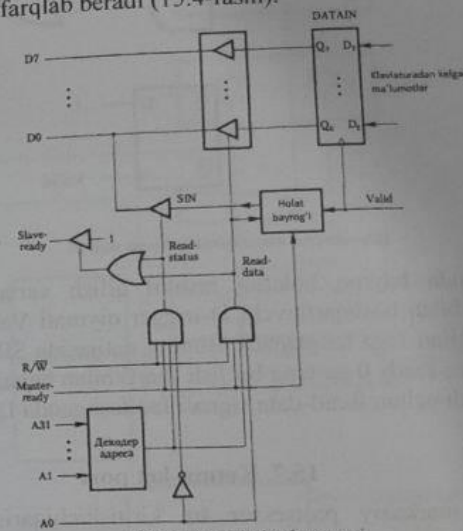 farqlab beradi (15.4-rasm).
DATAIN
D7
Q₇ D₇
Klaviaturadan kelga
ma'lumotlar
D0
Q₀ D₀
SIN
Holat
bayrog'i
Valid
Slave-
ready
1
Read-
status
Read-
data
R/W̅
Master-
ready
A31
Декодер
адреса
A1
A0